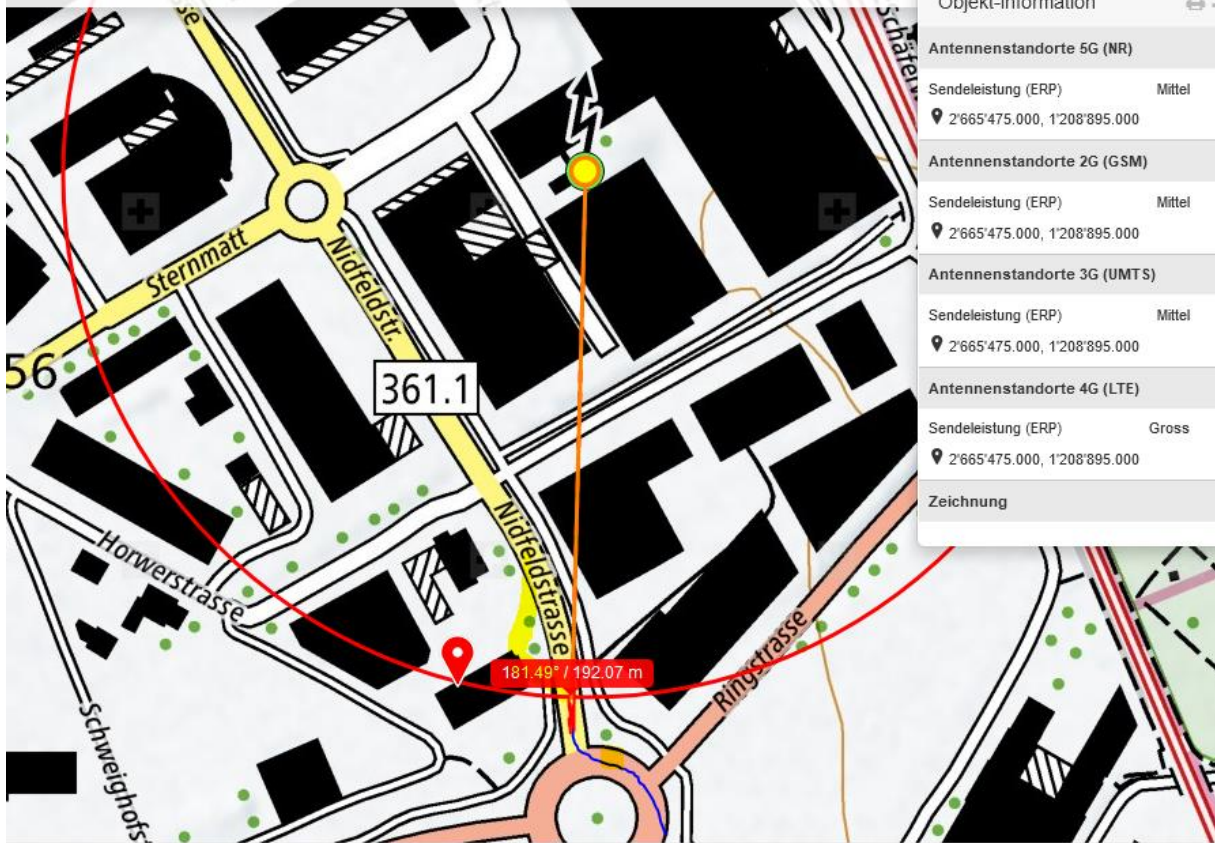 Objekt-Information
Antennenstandorte 5G (NR)
Sendeleistung (ERP) Mittel
2'665'475.000, 1'208'895.000
Antennenstandorte 2G (GSM)
Sendeleistung (ERP) Mittel
2'665'475.000, 1'208'895.000
Antennenstandorte 3G (UMTS)
Sendeleistung (ERP) Mittel
2'665'475.000, 1'208'895.000
Antennenstandorte 4G (LTE)
Sendeleistung (ERP) Gross
2'665'475.000, 1'208'895.000
Zeichnung
Sternmatt
Nidfeldstr.
56
361.1
Nidfeldstrasse
Horwerstrasse
181.49° / 192.07 m
Ringstrasse